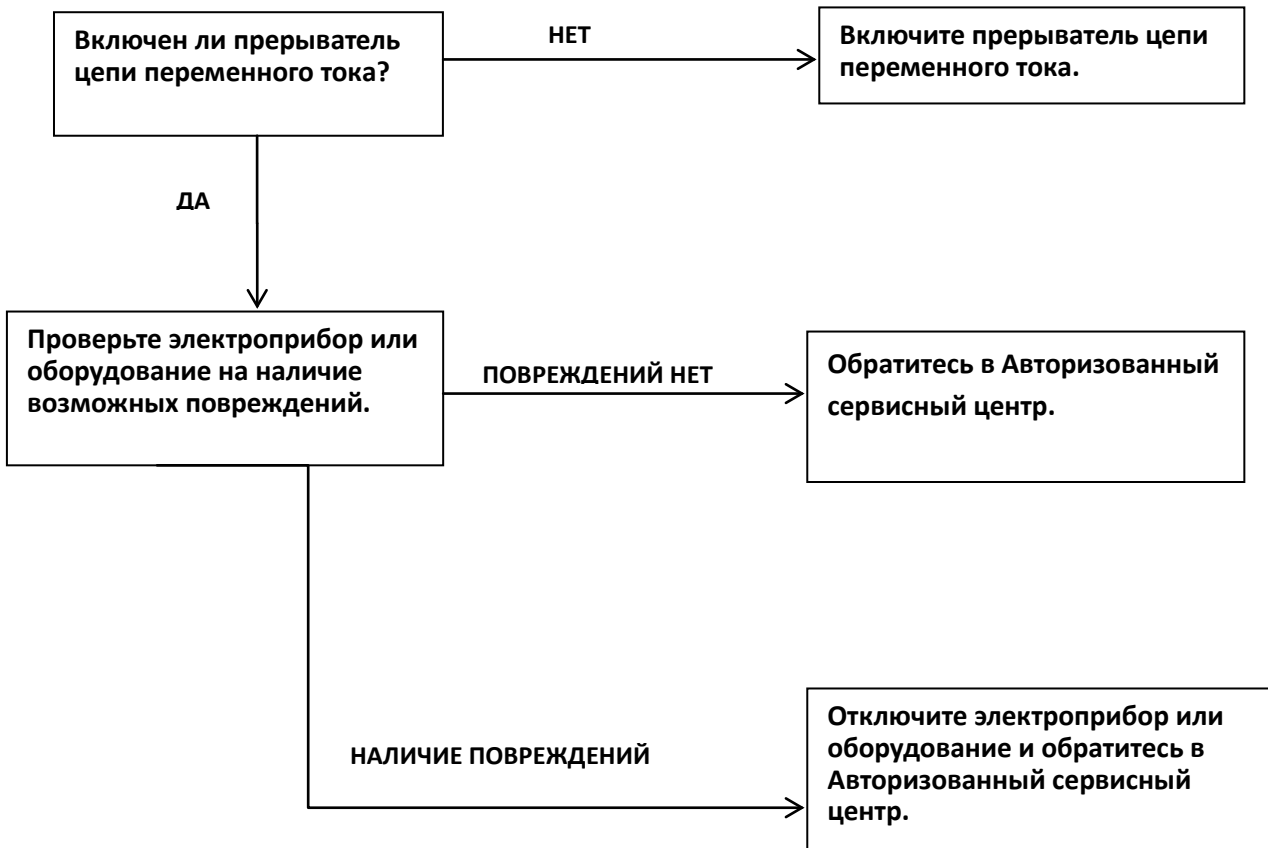 Включен ли прерыватель
цепи переменного тока?
НЕТ
Включите прерыватель цепи
переменного тока.
ДА
Проверьте электроприбор или
оборудование на наличие
возможных повреждений.
ПОВРЕЖДЕНИЙ НЕТ
Обратитесь в Авторизованный
сервисный центр.
НАЛИЧИЕ ПОВРЕЖДЕНИЙ
Отключите электроприбор или
оборудование и обратитесь в
Авторизованный сервисный
центр.